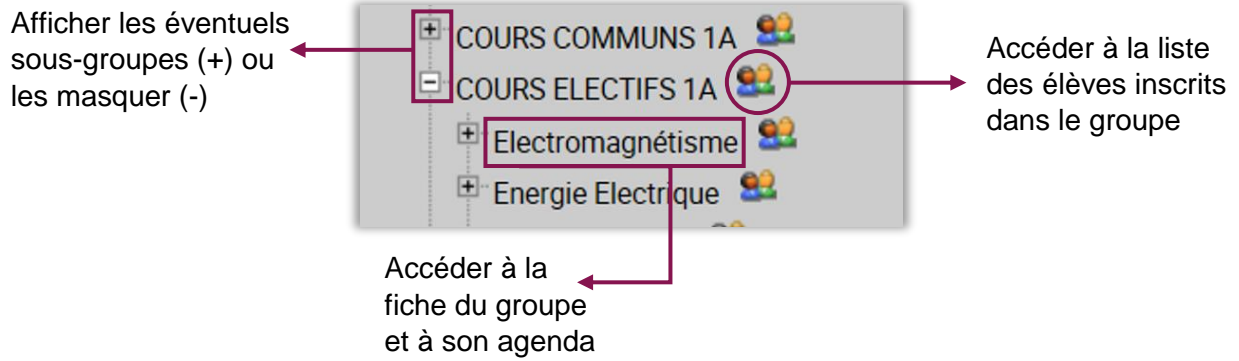 Afficher les éventuels
sous-groupes (+) ou
les masquer (-)
COURS COMMUNS 1A
COURS ELECTIFS 1A
Electromagnétisme
Energie Electrique
Accéder à la liste
des élèves inscrits
dans le groupe
Accéder à la
fiche du groupe
et à son agenda